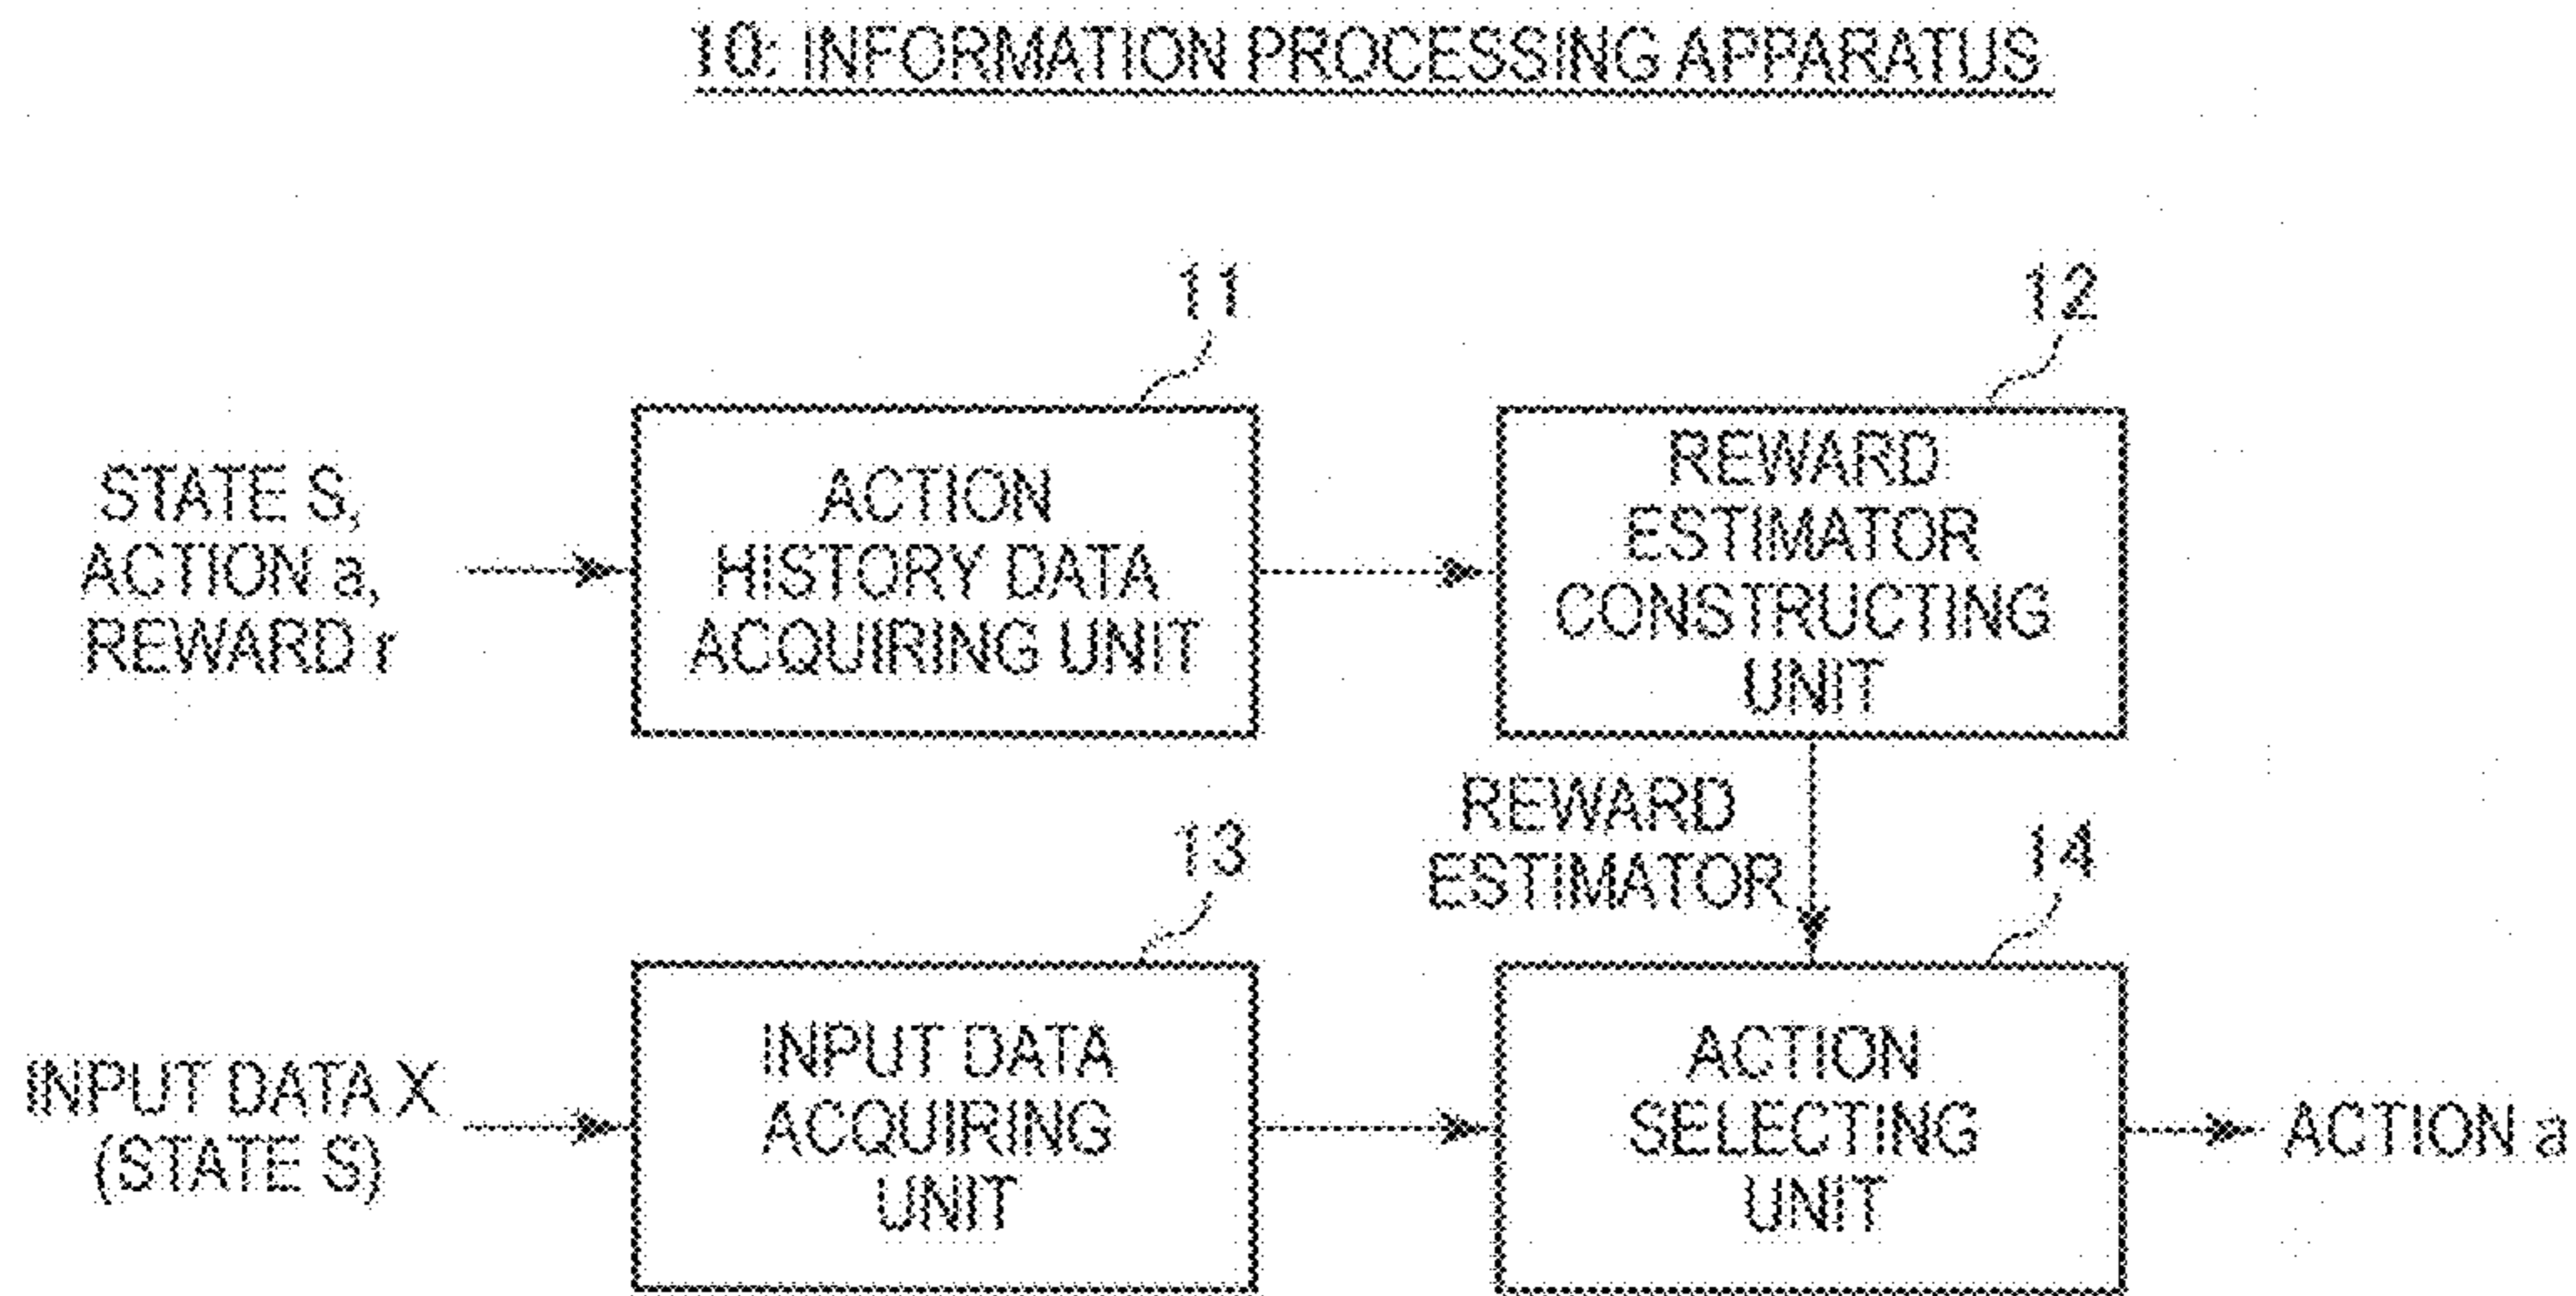 10: INFORMATION PROCESSING APPARATUS
11
12
STATE S,
ACTION a,
REWARD r
ACTION
HISTORY DATA
ACQUIRING UNIT
REWARD
ESTIMATOR
CONSTRUCTING
UNIT
REWARD
ESTIMATOR
13
14
INPUT DATA X
(STATE S)
INPUT DATA
ACQUIRING
UNIT
ACTION
SELECTING
UNIT
ACTION a